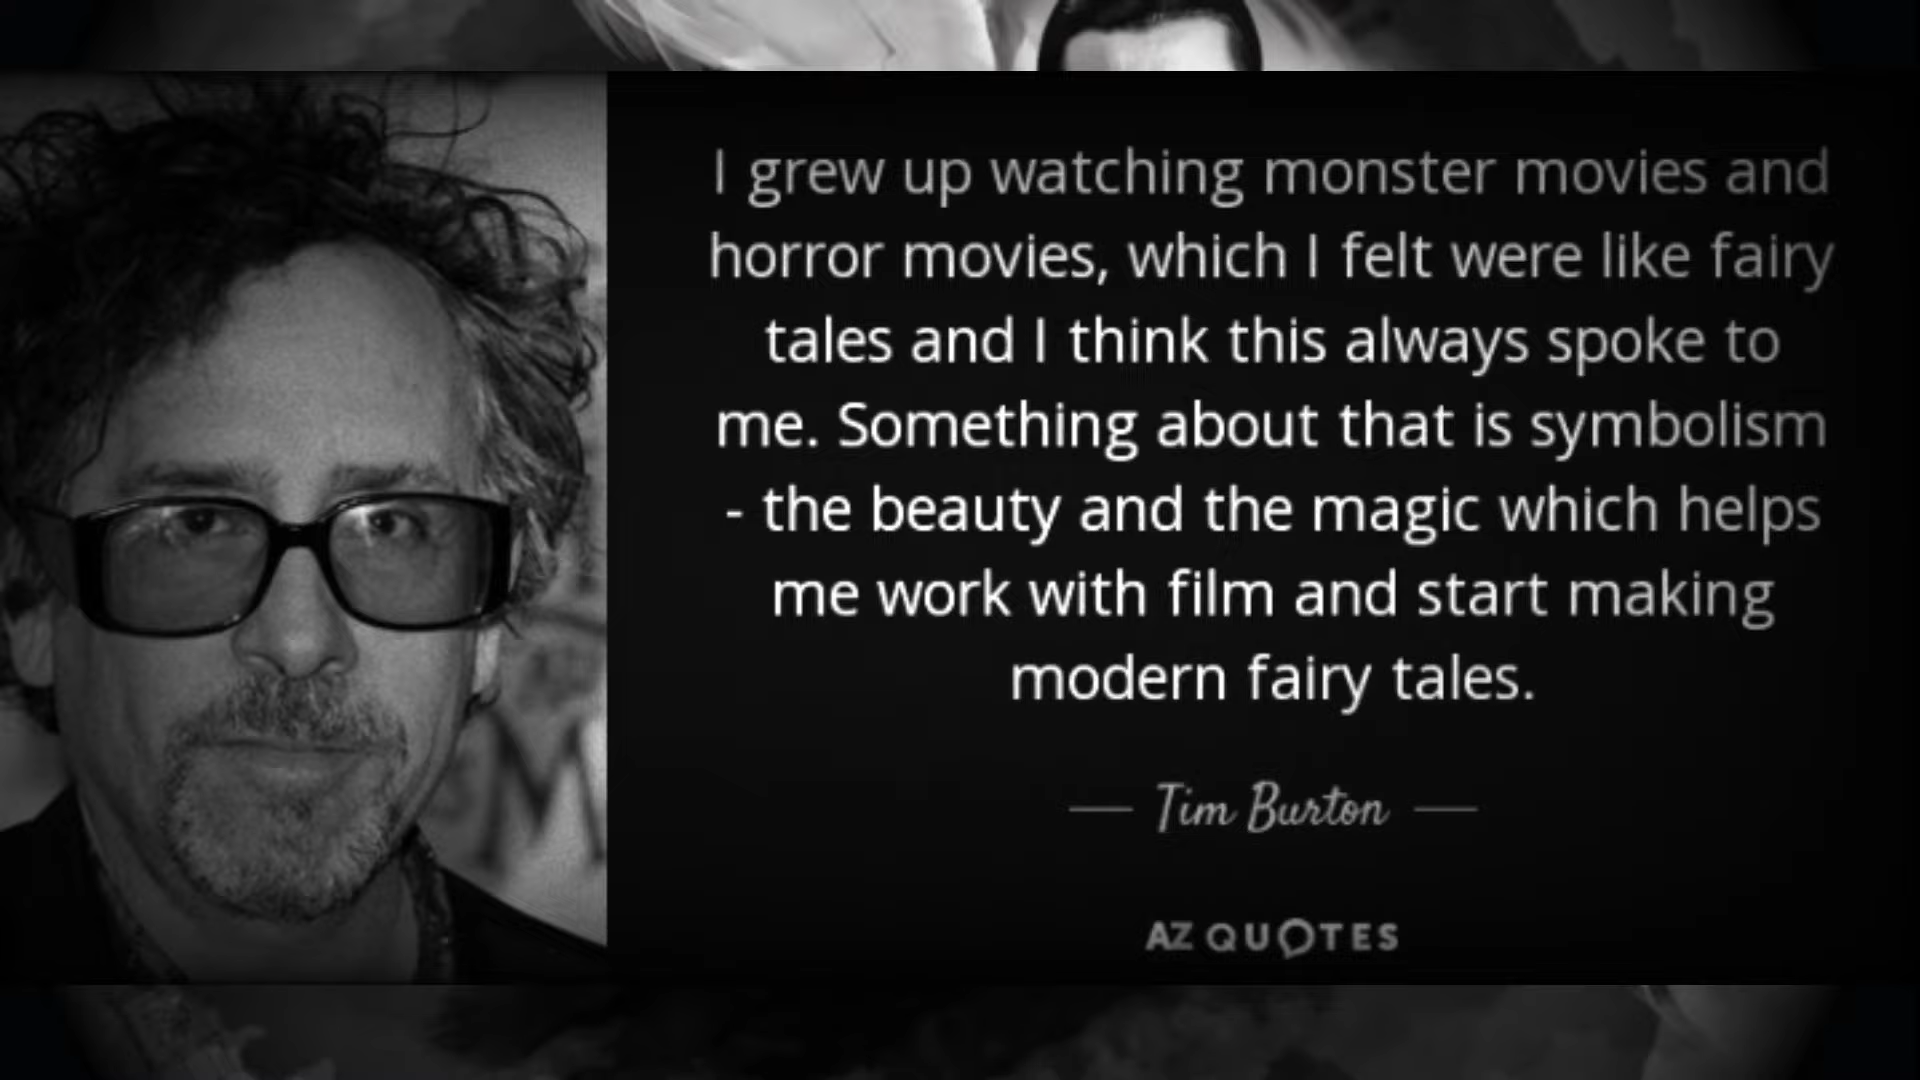 I grew up watching monster movies and
horror movies, which I felt were like fairy
tales and I think this always spoke to
me. Something about that is symbolism
- the beauty and the magic which helps
me work with film and start making
modern fairy tales.
Tim Burton
AZ QUOTES